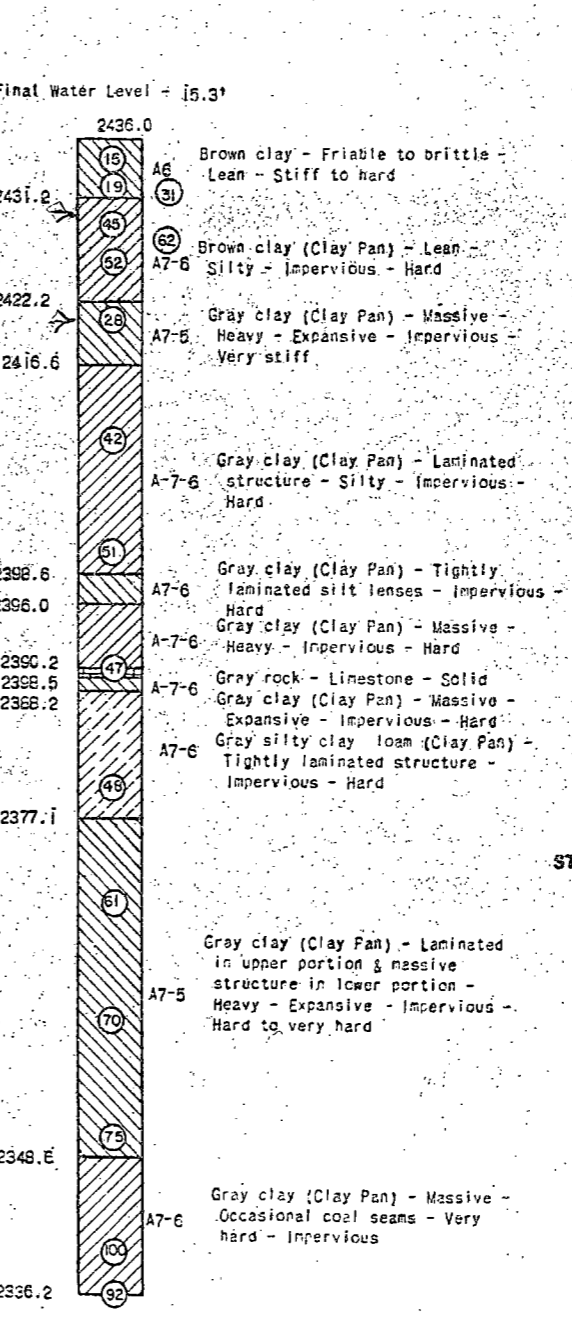 Final Water Level - 15.3'
2436.0
15
A6
Brown clay - Friable to brittle -
Lean - Stiff to hard
19
31
2431.2
45
62
Brown clay (Clay Pan) - Lean -
52
A7-6
Silty - Impervious - Hard
2422.2
28
Gray clay (Clay Pan) - Massive -
A7-5
Heavy - Expansive - Impervious -
Very stiff
2416.6
42
Gray clay (Clay Pan) - Laminated
A-7-6
structure - Silty - Impervious -
Hard
51
2398.6
Gray clay (Clay Pan) - Tightly
A7-6
laminated silt lenses - Impervious -
Hard
2396.0
Gray clay (Clay Pan) - Massive -
A-7-6
Heavy - Impervious - Hard
2390.2
47
Gray rock - Limestone - Solid
2398.5
A-7-6
Gray clay (Clay Pan) - Massive -
Expansive - Impervious - Hard
2388.2
Gray silty clay loam (Clay Pan) -
A7-6
Tightly laminated structure -
Impervious - Hard
48
2377.1
ST
61
Gray clay (Clay Pan) - Laminated
in upper portion & massive
structure in lower portion -
A7-5
Heavy - Expansive - Impervious -
Hard to very hard
70
75
2348.E
Gray clay (Clay Pan) - Massive -
A7-6
Occasional coal seams - Very
hard - Impervious
100
2336.2
92